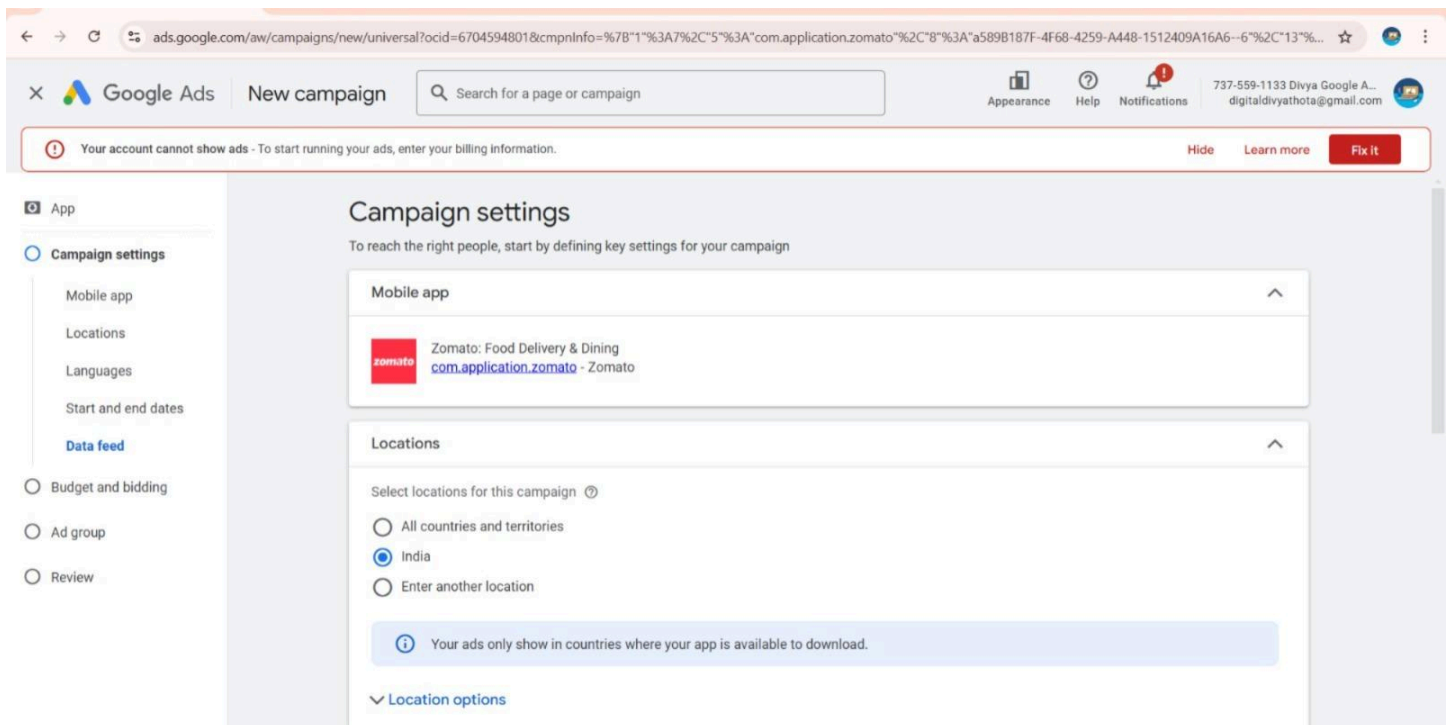 ads.google.com/aw/campaigns/new/universal?ocid=6704594801&cmpnInfo=%7B"1"%3A7%2C"5"%3A"com.application.zomato"%2C"8"%3A"a589B187F-4F68-4259-A448-1512409A16A6--6"%2C"13"%...
Google Ads
New campaign
Search for a page or campaign
Appearance
Help
Notifications
737-559-1133 Divya Google A...
digitaldivyathota@gmail.com
Your account cannot show ads - To start running your ads, enter your billing information.
Hide
Learn more
Fix it
App
Campaign settings
Mobile app
Locations
Languages
Start and end dates
Data feed
Budget and bidding
Ad group
Review
Campaign settings
To reach the right people, start by defining key settings for your campaign
Mobile app
zomato
Zomato: Food Delivery & Dining
com.application.zomato - Zomato
Locations
Select locations for this campaign
All countries and territories
India
Enter another location
Your ads only show in countries where your app is available to download.
Location options